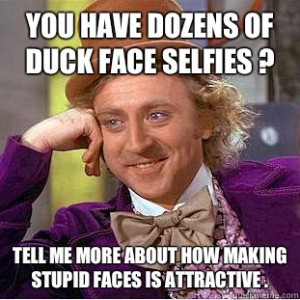 YOU HAVE DOZENS OF
DUCK FACE SELFIES ?
TELL ME MORE ABOUT HOW MAKING
STUPID FACES IS ATTRACTIVE .